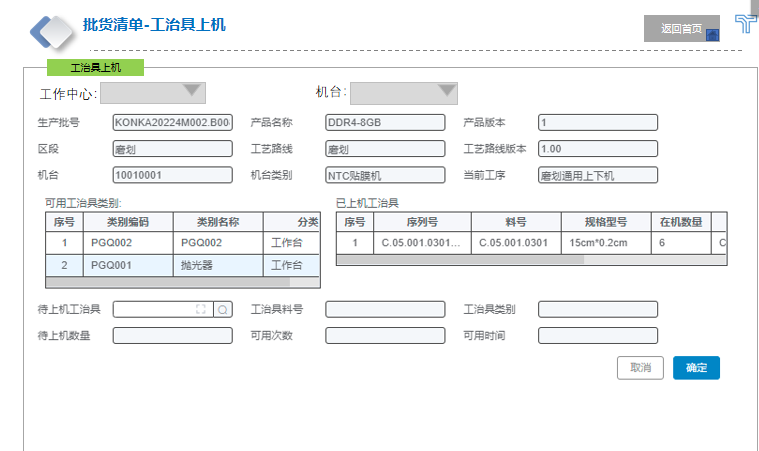 批货清单-工治具上机
返回首页
工治具上机
工作中心: 机台:
生产批号 KONKA20224M002.B00 产品名称 DDR4-8GB 产品版本 1
区段 磨划 工艺路线 磨划 工艺路线版本 1.00
机台 10010001 机台类别 NTC贴膜机 当前工序 磨划通用上下机
可用工治具类别: 已上机工治具
序号 类别编码 类别名称 分类 序号 序列号 料号 规格型号 在机数量
1 PGQ002 PGQ002 工作台 1 C.05.001.0301... C.05.001.0301 15cm*0.2cm 6 C
2 PGQ001 抛光器 工作台
待上机工治具 工治具料号 工治具类别
待上机数量 可用次数 可用时间
取消 确定